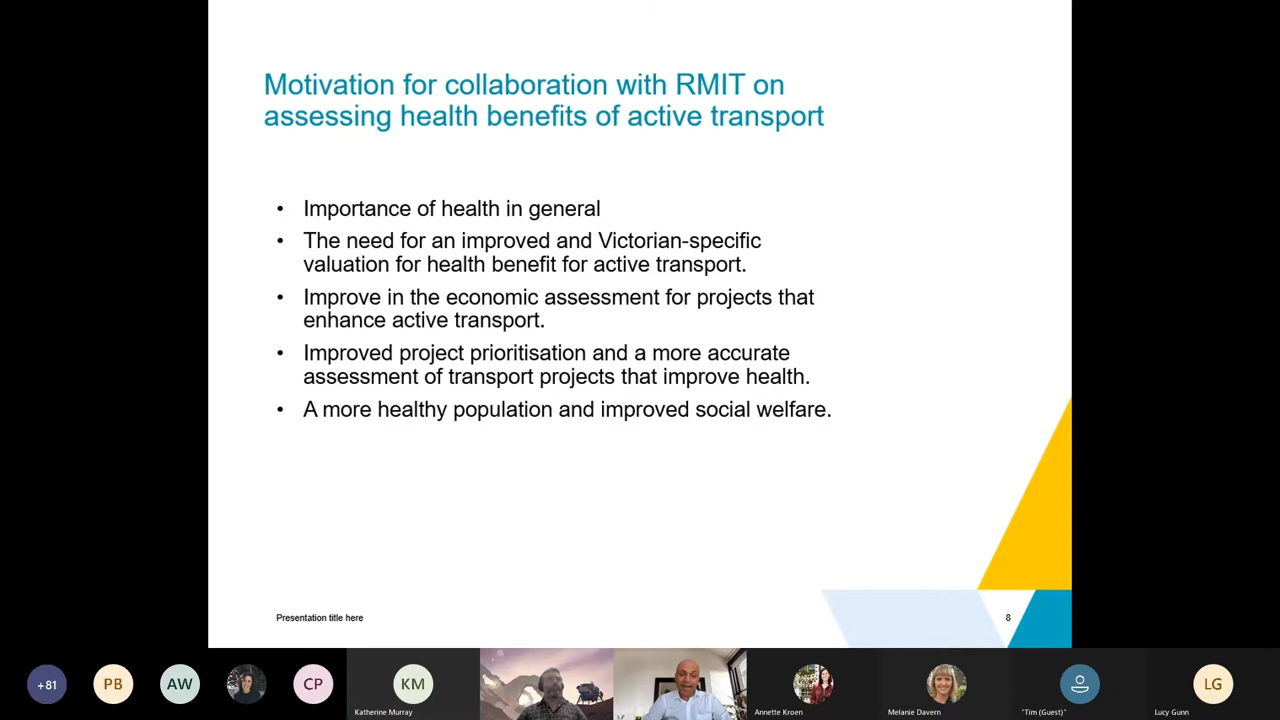 Motivation for collaboration with RMIT on
assessing health benefits of active transport
• Importance of health in general
• The need for an improved and Victorian-specific
valuation for health benefit for active transport.
• Improve in the economic assessment for projects that
enhance active transport.
• Improved project prioritisation and a more accurate
assessment of transport projects that improve health.
• A more healthy population and improved social welfare.
Presentation title here
8
+81
PB
AW
CP
KM
Katherine Murray
Annette Kroen
Melanie Davern
"Tim (Guest)"
LG
Lucy Gunn